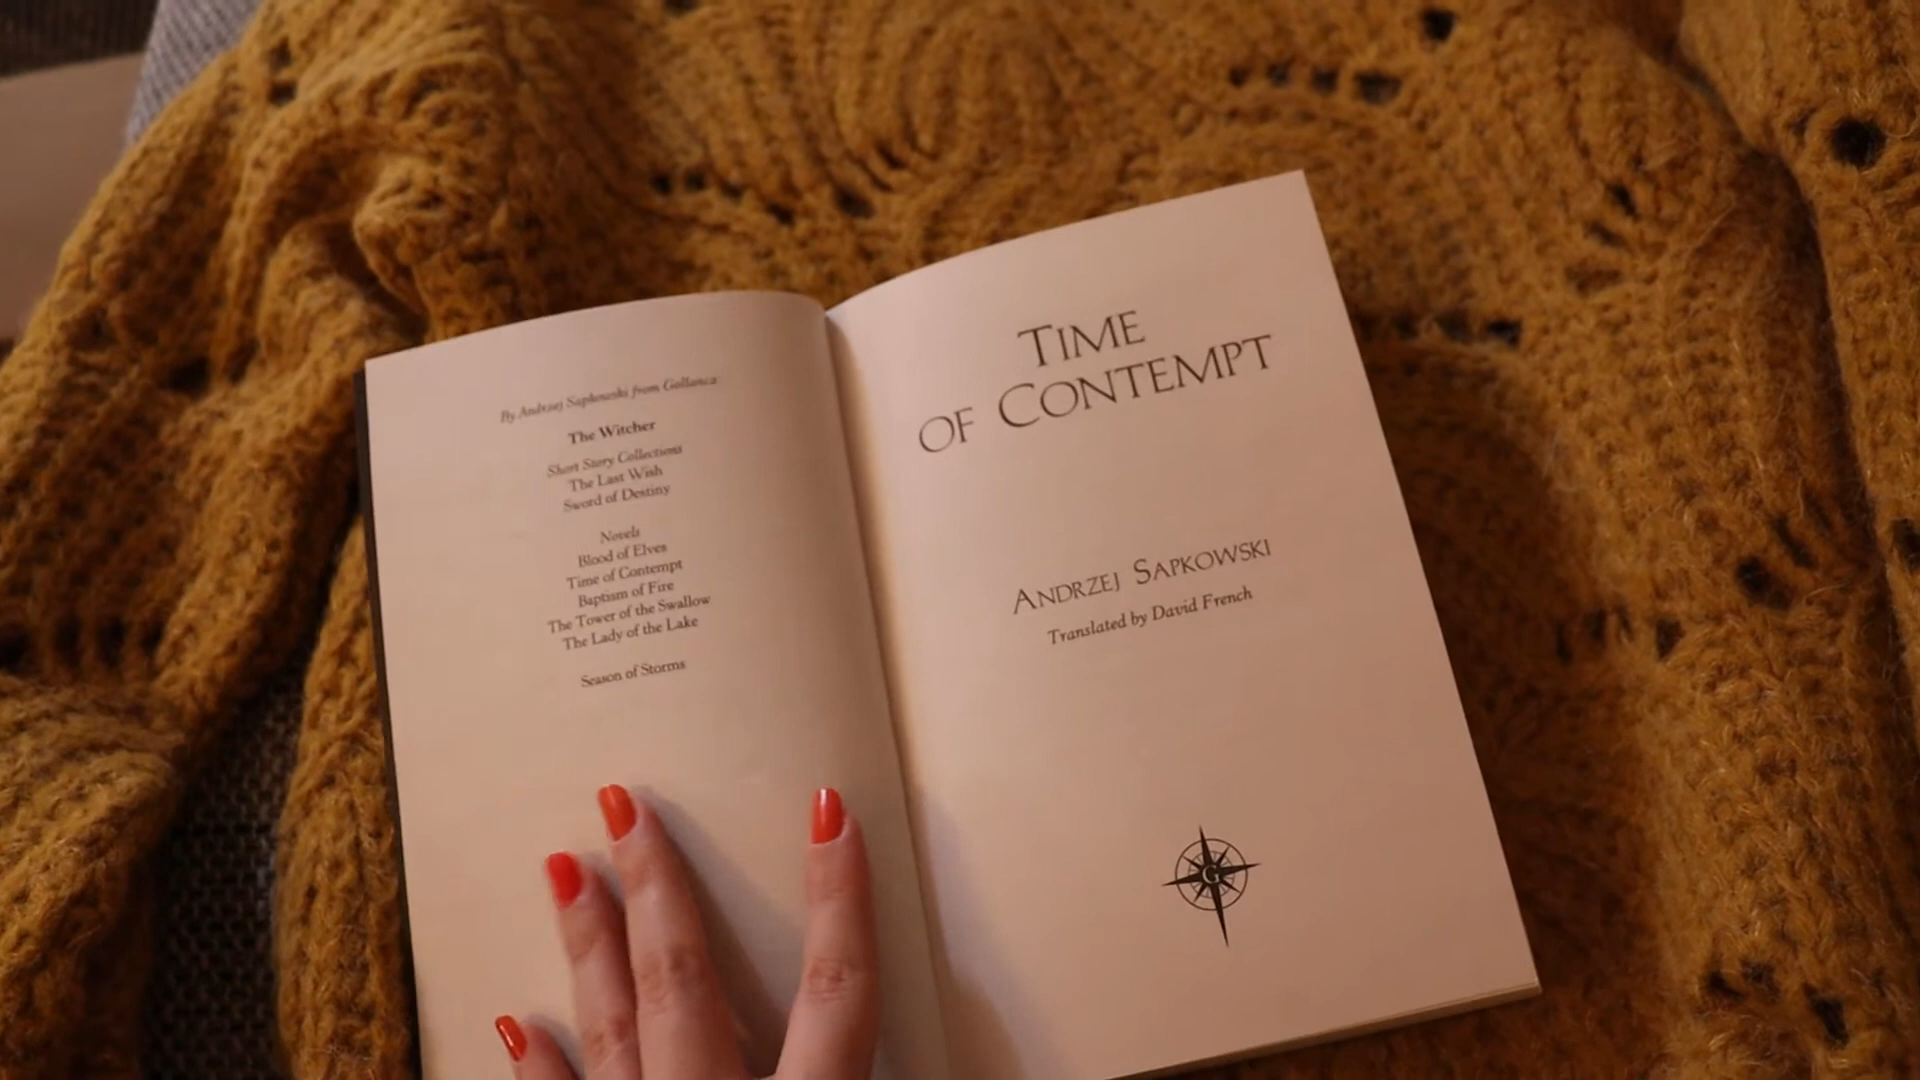 By Andrzej Sapkowski from Gollancz
The Witcher
Short Story Collections
The Last Wish
Sword of Destiny
Novels
Blood of Elves
Time of Contempt
Baptism of Fire
The Tower of the Swallow
The Lady of the Lake
Season of Storms
TIME
OF CONTEMPT
ANDRZEJ SAPKOWSKI
Translated by David French
G